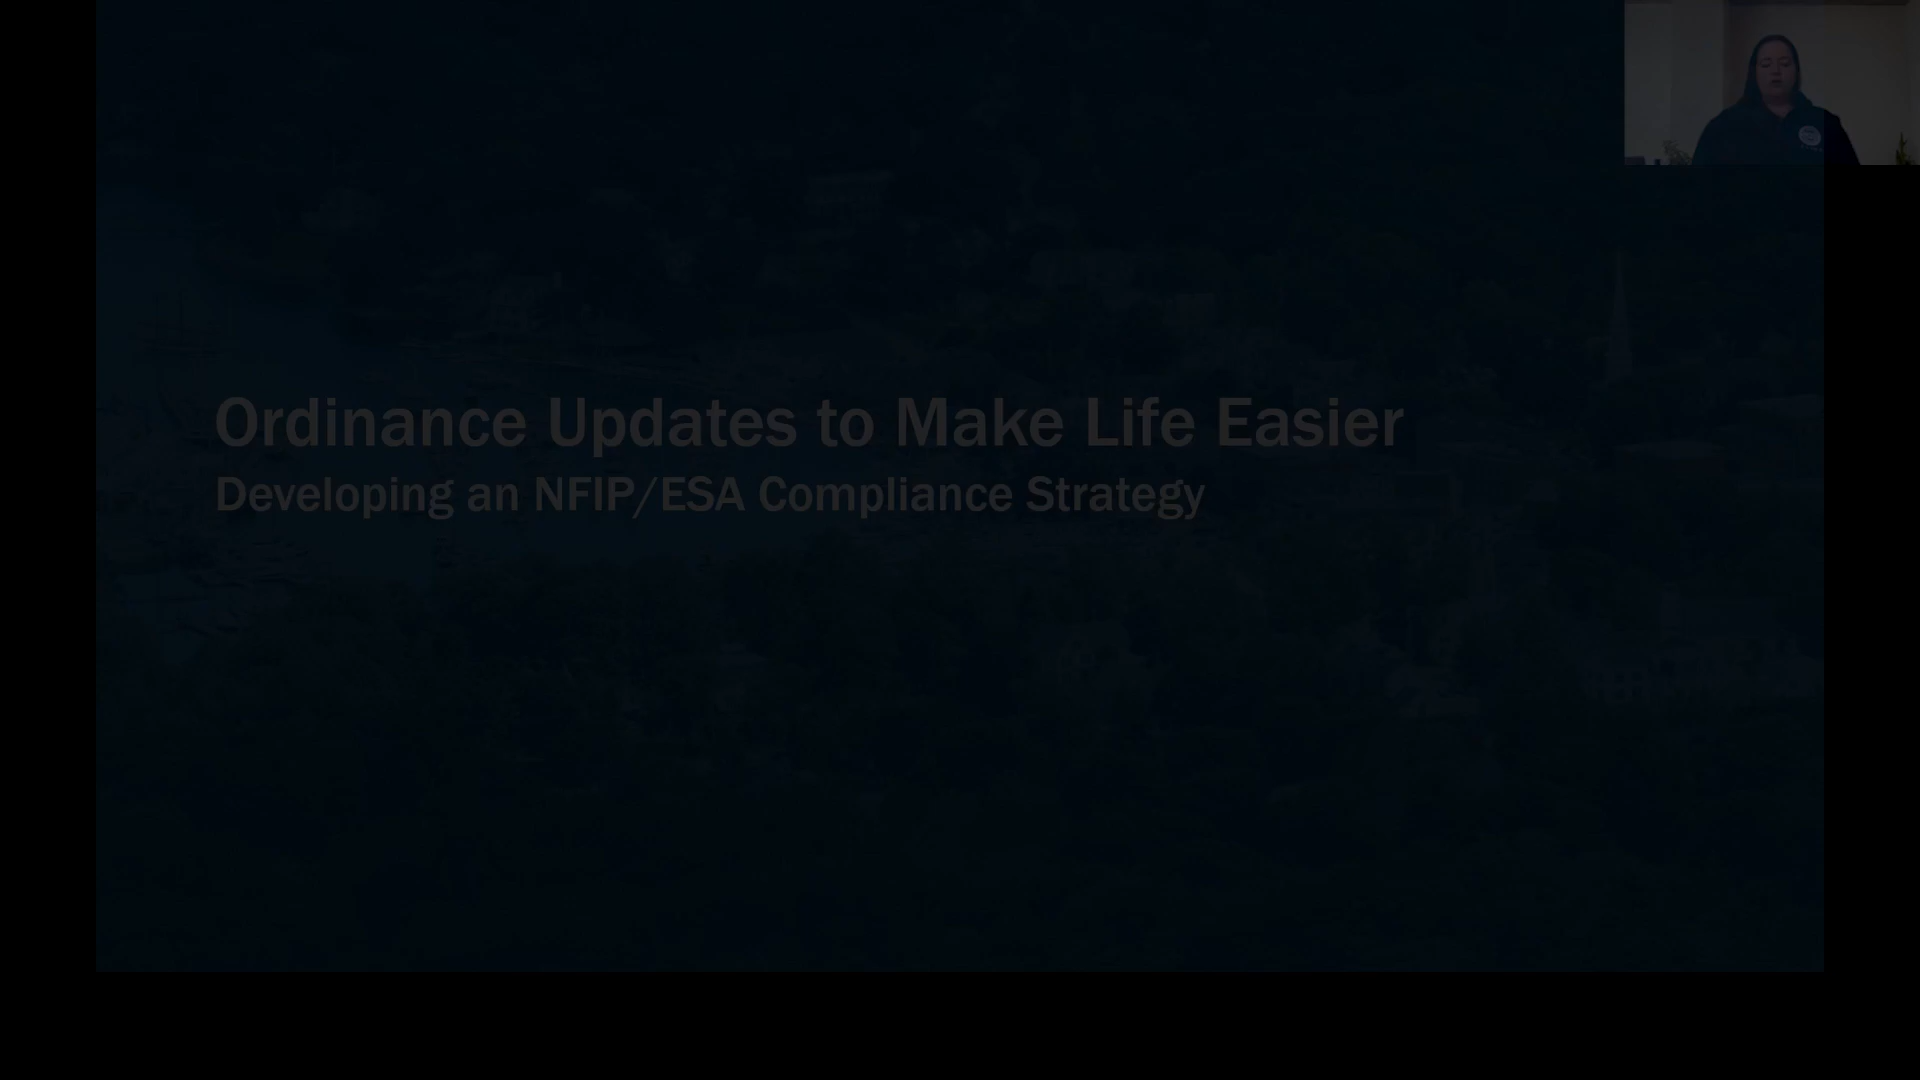 Ordinance Updates to Make Life Easier
Developing an NFIP/ESA Compliance Strategy